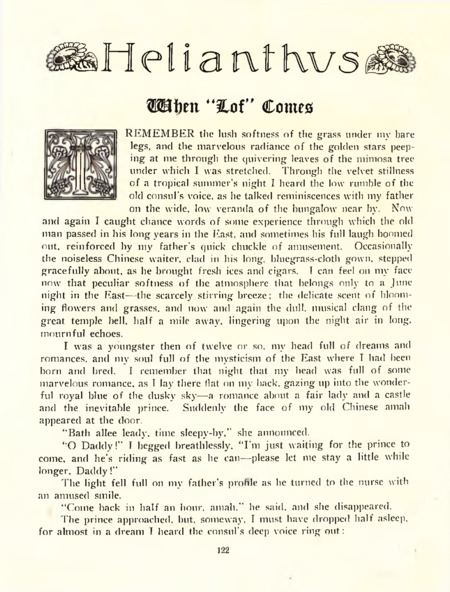 Helianthus
When "Lof" Comes
I REMEMBER the lush softness of the grass under my bare
legs, and the marvelous radiance of the golden stars peep-
ing at me through the quivering leaves of the mimosa tree
under which I was stretched. Through the velvet stillness
of a tropical summer's night I heard the low rumble of the
old consul's voice, as he talked reminiscences with my father
on the wide, low veranda of the bungalow near by. Now
and again I caught chance words of some experience through which the old
man passed in his long years in the East, and sometimes his full laugh boomed
out, reinforced by my father's quick chuckle of amusement. Occasionally
the noiseless Chinese waiter, clad in his long, bluegrass-cloth gown, stepped
gracefully about, as he brought fresh ices and cigars. I can feel on my face
now that peculiar softness of the atmosphere that belongs only to a June
night in the East—the scarcely stirring breeze; the delicate scent of bloom-
ing flowers and grasses, and now and again the dull, musical clang of the
great temple bell, half a mile away, lingering upon the night air in long,
mournful echoes.
I was a youngster then of twelve or so, my head full of dreams and
romances, and my soul full of the mysticism of the East where I had been
born and bred. I remember that night that my head was full of some
marvelous romance, as I lay there flat on my back, gazing up into the wonder-
ful royal blue of the dusky sky—a romance about a fair lady and a castle
and the inevitable prince. Suddenly the face of my old Chinese amah
appeared at the door.
"Bath allee leady, time sleepy-by," she announced.
"O Daddy!" I begged breathlessly, "I'm just waiting for the prince to
come, and he's riding as fast as he can—please let me stay a little while
longer, Daddy!"
The light fell full on my father's profile as he turned to the nurse with
an amused smile.
"Come back in half an hour, amah," he said, and she disappeared.
The prince approached, but, someway, I must have dropped half asleep,
for almost in a dream I heard the consul's deep voice ring out:
122